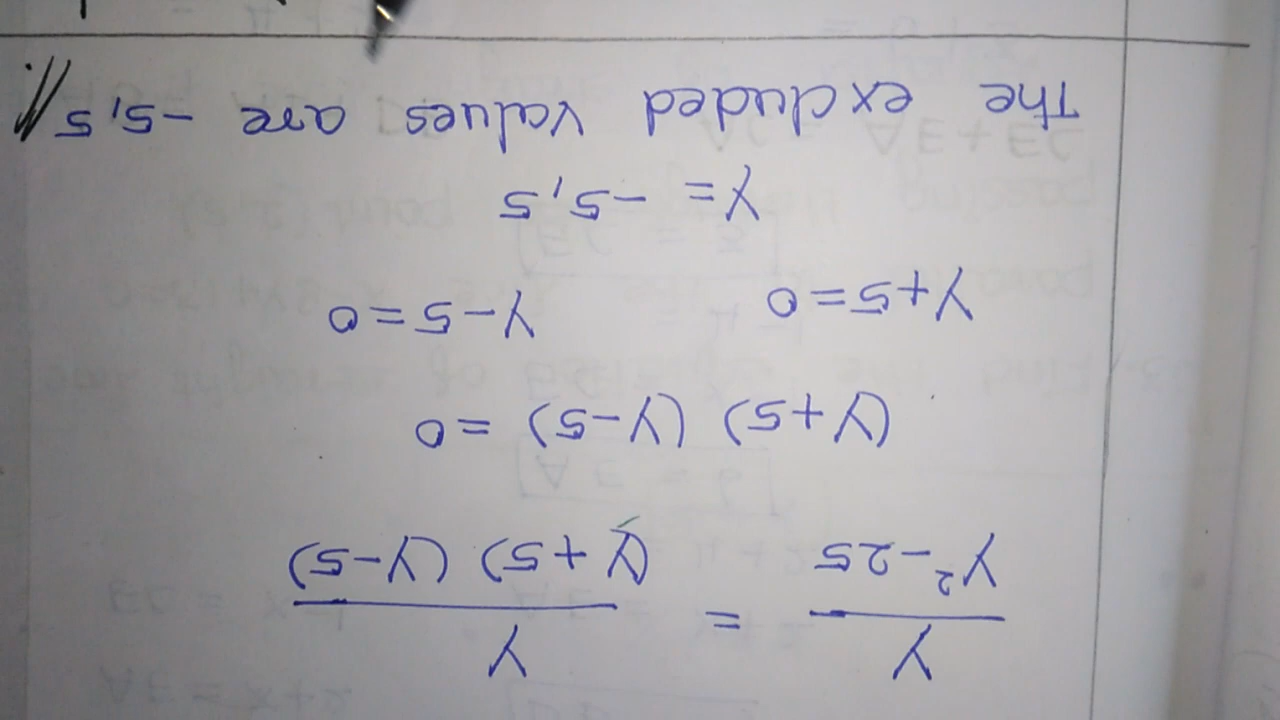 y / y²-25 = y / (y+5) (y-5)
(y+5) (y-5) =0
y+5=0 y-5=0
y= -5,5
The excluded values are -5,5 //